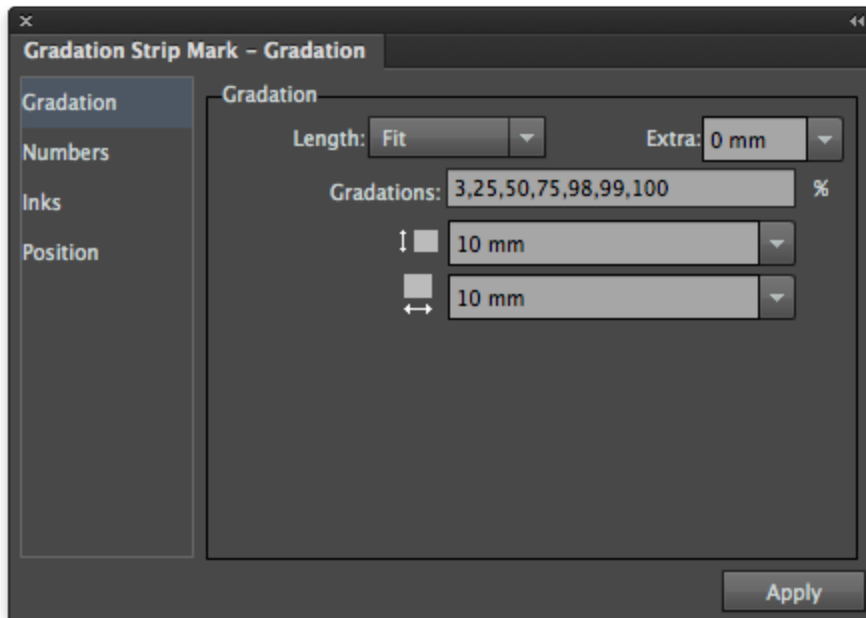 Gradation Strip Mark – Gradation
Gradation
Numbers
Inks
Position
Gradation
Length: Fit Extra: 0 mm
Gradations: 3,25,50,75,98,99,100 %
10 mm
10 mm
Apply